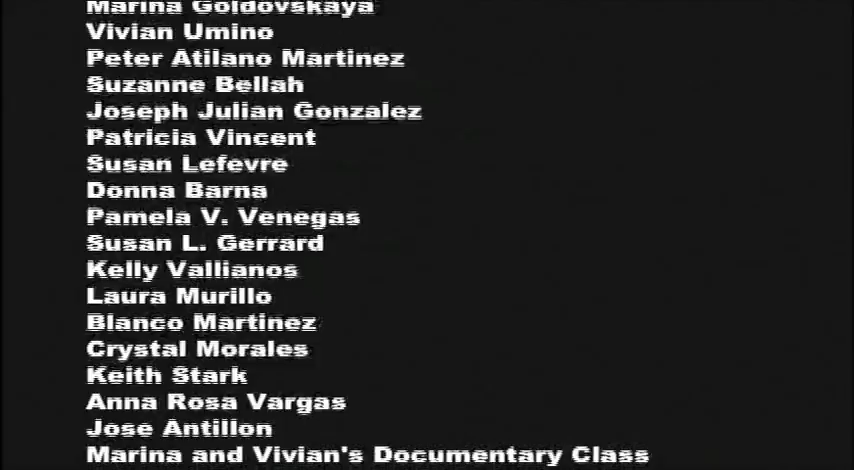 Marina Goldovskaya
Vivian Umino
Peter Atilano Martinez
Suzanne Bellah
Joseph Julian Gonzalez
Patricia Vincent
Susan Lefevre
Donna Barna
Pamela V. Venegas
Susan L. Gerrard
Kelly Vallianos
Laura Murillo
Blanco Martinez
Crystal Morales
Keith Stark
Anna Rosa Vargas
Jose Antillon
Marina and Vivian's Documentary Class